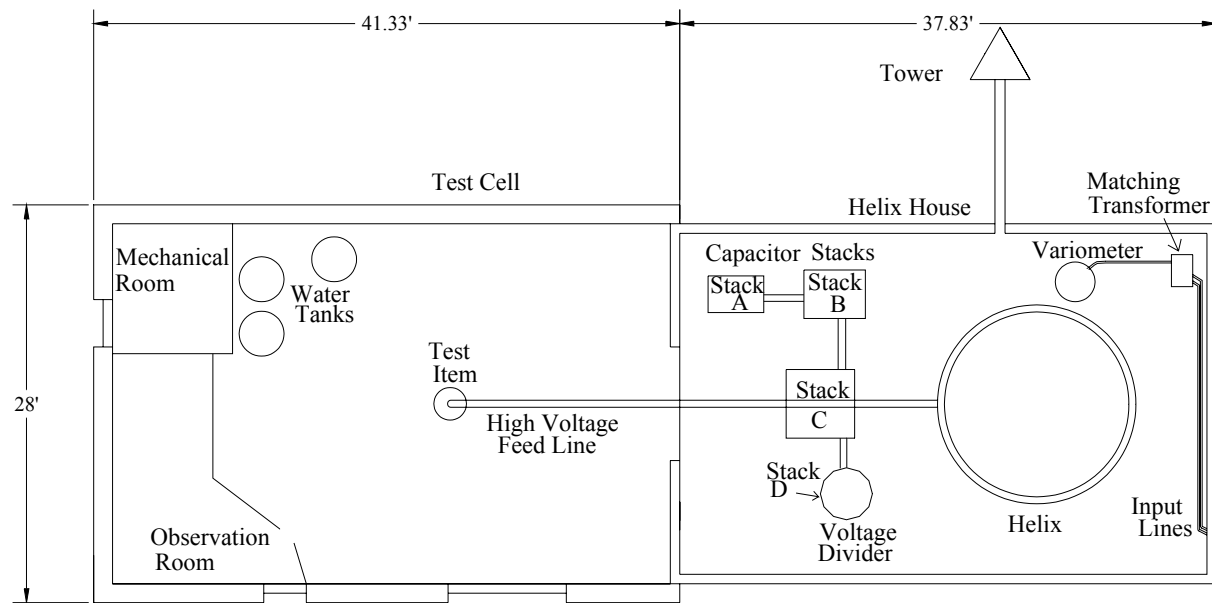 41.33'
37.83'
Tower
Test Cell
Matching
Transformer
Helix House
Mechanical
Room
Capacitor Stacks
Variometer
Stack
A
Stack
B
Water
Tanks
Test
Item
Stack
C
28'
High Voltage
Feed Line
Stack
D
Observation
Room
Voltage
Divider
Helix
Input
Lines